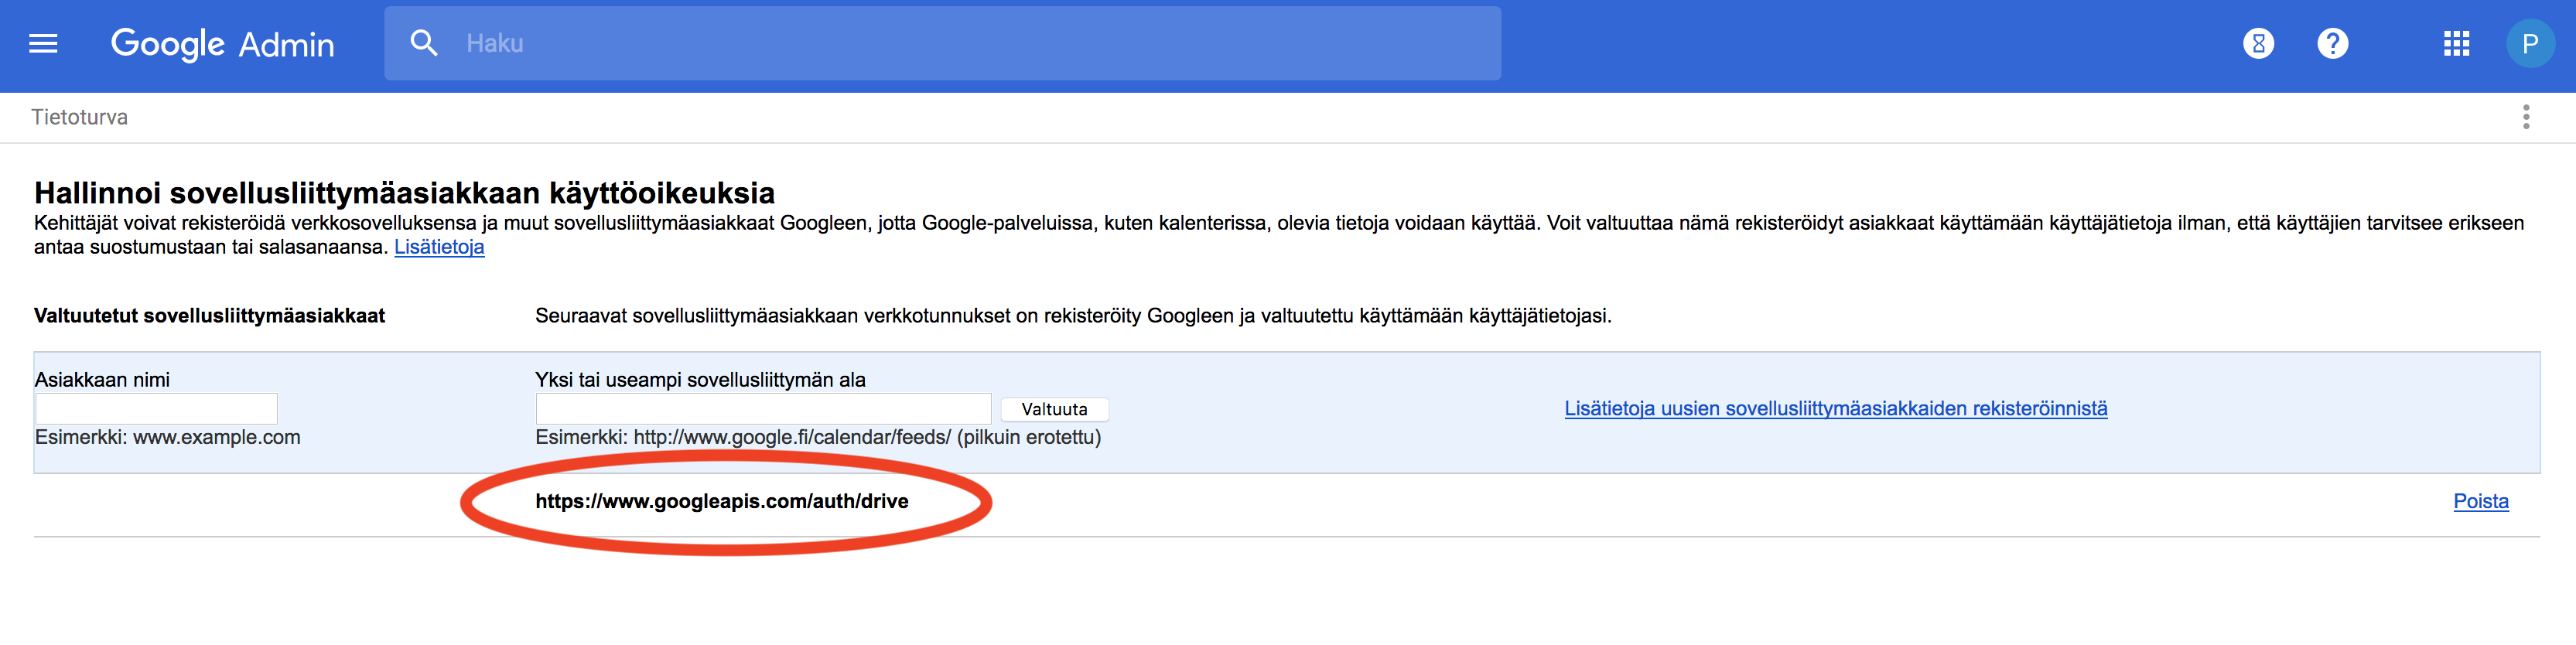 Google Admin
Haku
P
Tietoturva
Hallinnoi sovellusliittymäasiakkaan käyttöoikeuksia
Kehittäjät voivat rekisteröidä verkkosovelluksensa ja muut sovellusliittymäasiakkaat Googleen, jotta Google-palveluissa, kuten kalenterissa, olevia tietoja voidaan käyttää. Voit valtuuttaa nämä rekisteröidyt asiakkaat käyttämään käyttäjätietoja ilman, että käyttäjien tarvitsee erikseen
antaa suostumustaan tai salasanaansa. Lisätietoja
Valtuutetut sovellusliittymäasiakkaat
Seuraavat sovellusliittymäasiakkaan verkkotunnukset on rekisteröity Googleen ja valtuutettu käyttämään käyttäjätietojasi.
Asiakkaan nimi
Esimerkki: www.example.com
Yksi tai useampi sovellusliittymän ala
Valtuuta
Esimerkki: http://www.google.fi/calendar/feeds/ (pilkuin erotettu)
Lisätietoja uusien sovellusliittymäasiakkaiden rekisteröinnistä
https://www.googleapis.com/auth/drive
Poista